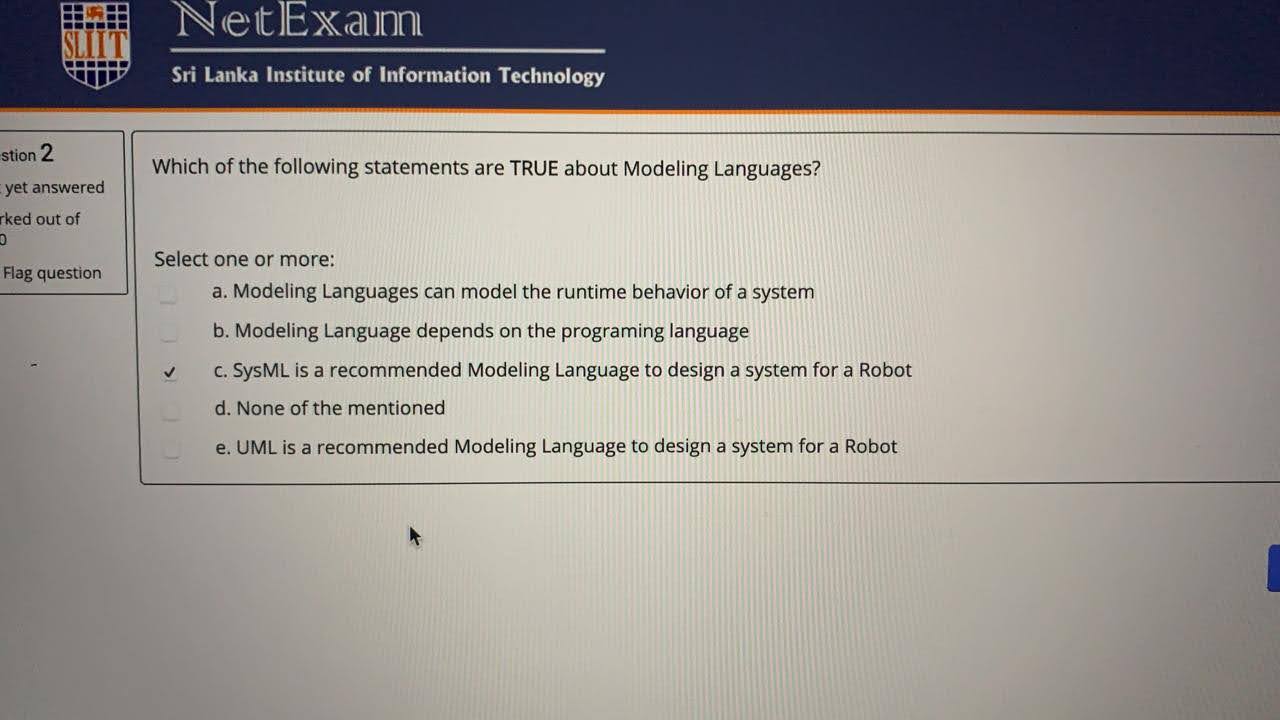 SLIIT
NetExam
Sri Lanka Institute of Information Technology
stion 2
yet answered
rked out of
0
Flag question
Which of the following statements are TRUE about Modeling Languages?
Select one or more:
a. Modeling Languages can model the runtime behavior of a system
b. Modeling Language depends on the programing language
c. SysML is a recommended Modeling Language to design a system for a Robot
d. None of the mentioned
e. UML is a recommended Modeling Language to design a system for a Robot